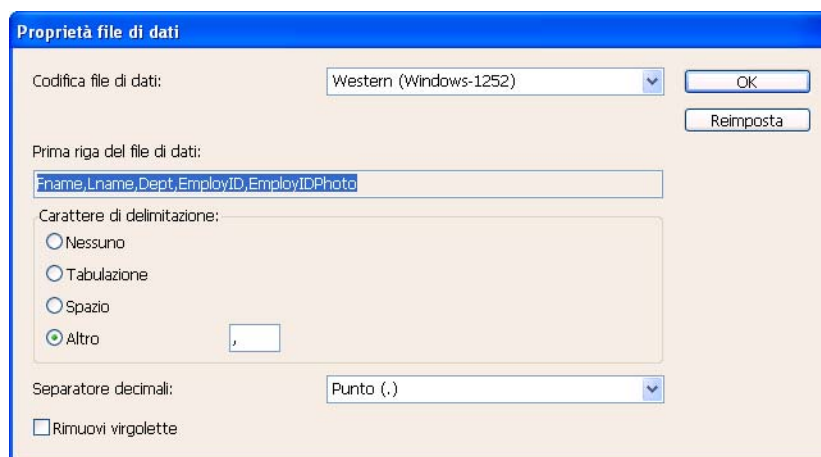 Proprietà file di dati
Codifica file di dati: Western (Windows-1252) OK
Reimposta
Prima riga del file di dati:
Fname,Lname,Dept,EmployID,EmployIDPhoto
Carattere di delimitazione:
Nessuno
Tabulazione
Spazio
Altro ,
Separatore decimali: Punto (.)
Rimuovi virgolette